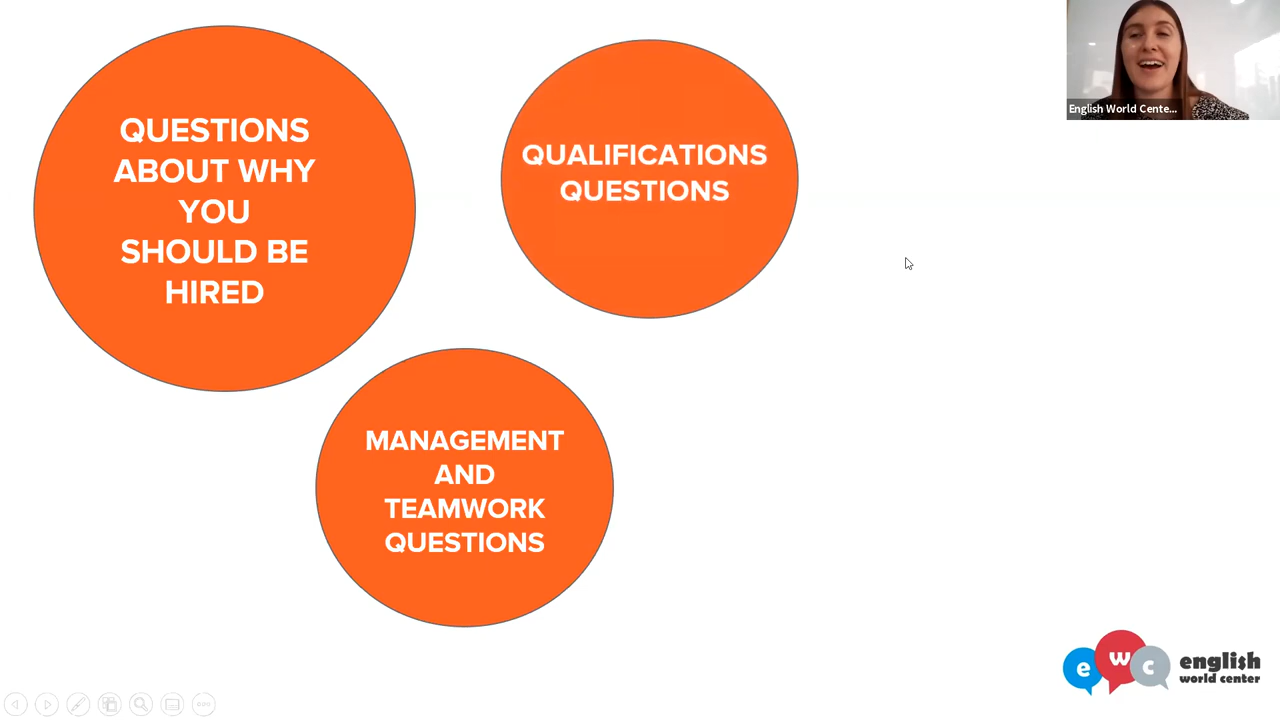 QUESTIONS
ABOUT WHY
YOU
SHOULD BE
HIRED
QUALIFICATIONS
QUESTIONS
MANAGEMENT
AND
TEAMWORK
QUESTIONS
English World Cente...
e w c
english
world center